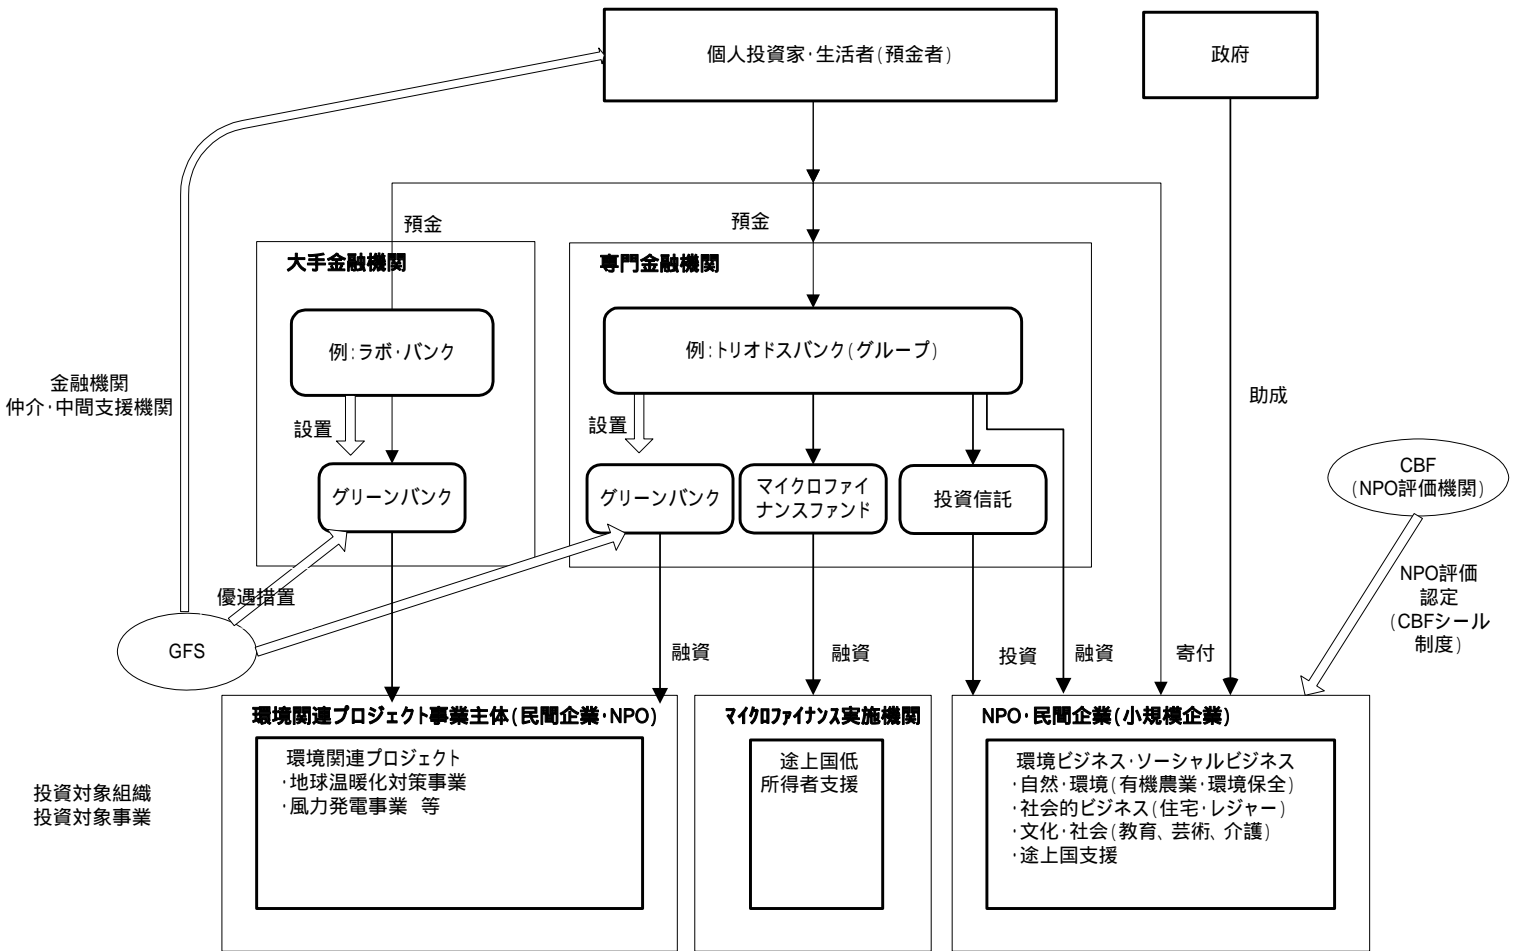 個人投資家・生活者(預金者)
政府
預金
預金
大手金融機関
専門金融機関
例:ラボ・バンク
例:トリオドスバンク(グループ)
金融機関
仲介・中間支援機関
助成
設置
設置
グリーンバンク
グリーンバンク
マイクロファイ
ナンスファンド
投資信託
CBF
(NPO評価機関)
NPO評価
認定
(CBFシール
制度)
優遇措置
GFS
融資
融資
投資
融資
寄付
環境関連プロジェクト事業主体(民間企業・NPO)
マイクロファイナンス実施機関
NPO・民間企業(小規模企業)
環境関連プロジェクト
・地球温暖化対策事業
・風力発電事業 等
途上国低
所得者支援
環境ビジネス・ソーシャルビジネス
・自然・環境(有機農業・環境保全)
・社会的ビジネス(住宅・レジャー)
・文化・社会(教育、芸術、介護)
・途上国支援
投資対象組織
投資対象事業